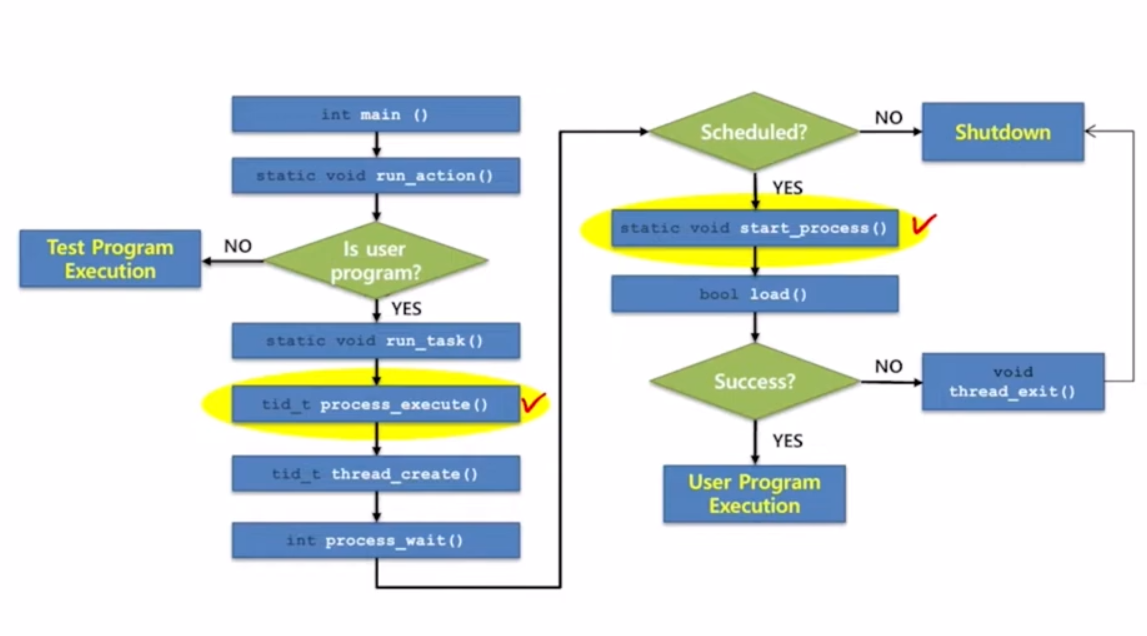 int main ()
static void run_action()
Is user
program?
NO
Test Program
Execution
YES
static void run_task()
tid_t process_execute()
tid_t thread_create()
int process_wait()
Scheduled?
NO
Shutdown
YES
static void start_process()
bool load()
Success?
NO
void
thread_exit()
YES
User Program
Execution